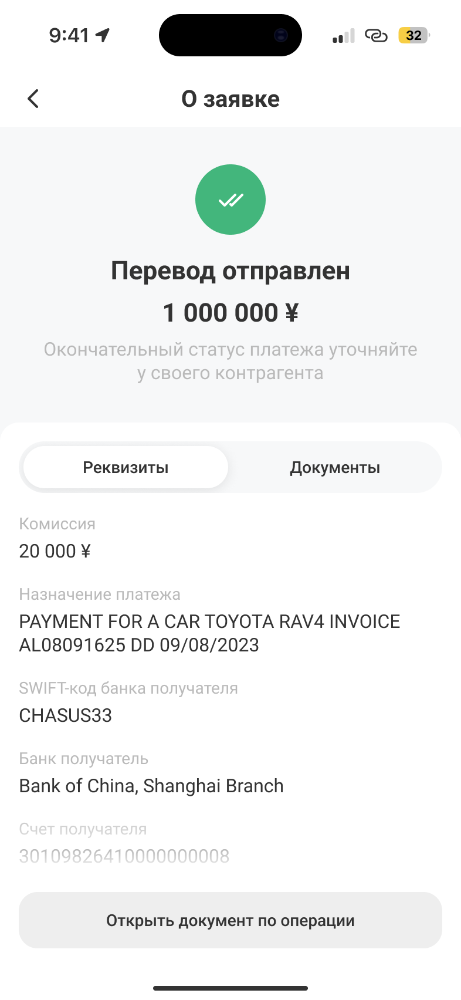 9:41
32
О заявке
Перевод отправлен
1 000 000 ¥
Окончательный статус платежа уточняйте
у своего контрагента
Реквизиты
Документы
Комиссия
20 000 ¥
Назначение платежа
PAYMENT FOR A CAR TOYOTA RAV4 INVOICE
AL08091625 DD 09/08/2023
SWIFT-код банка получателя
CHASUS33
Банк получатель
Bank of China, Shanghai Branch
Счет получателя
30109826410000000008
Открыть документ по операции